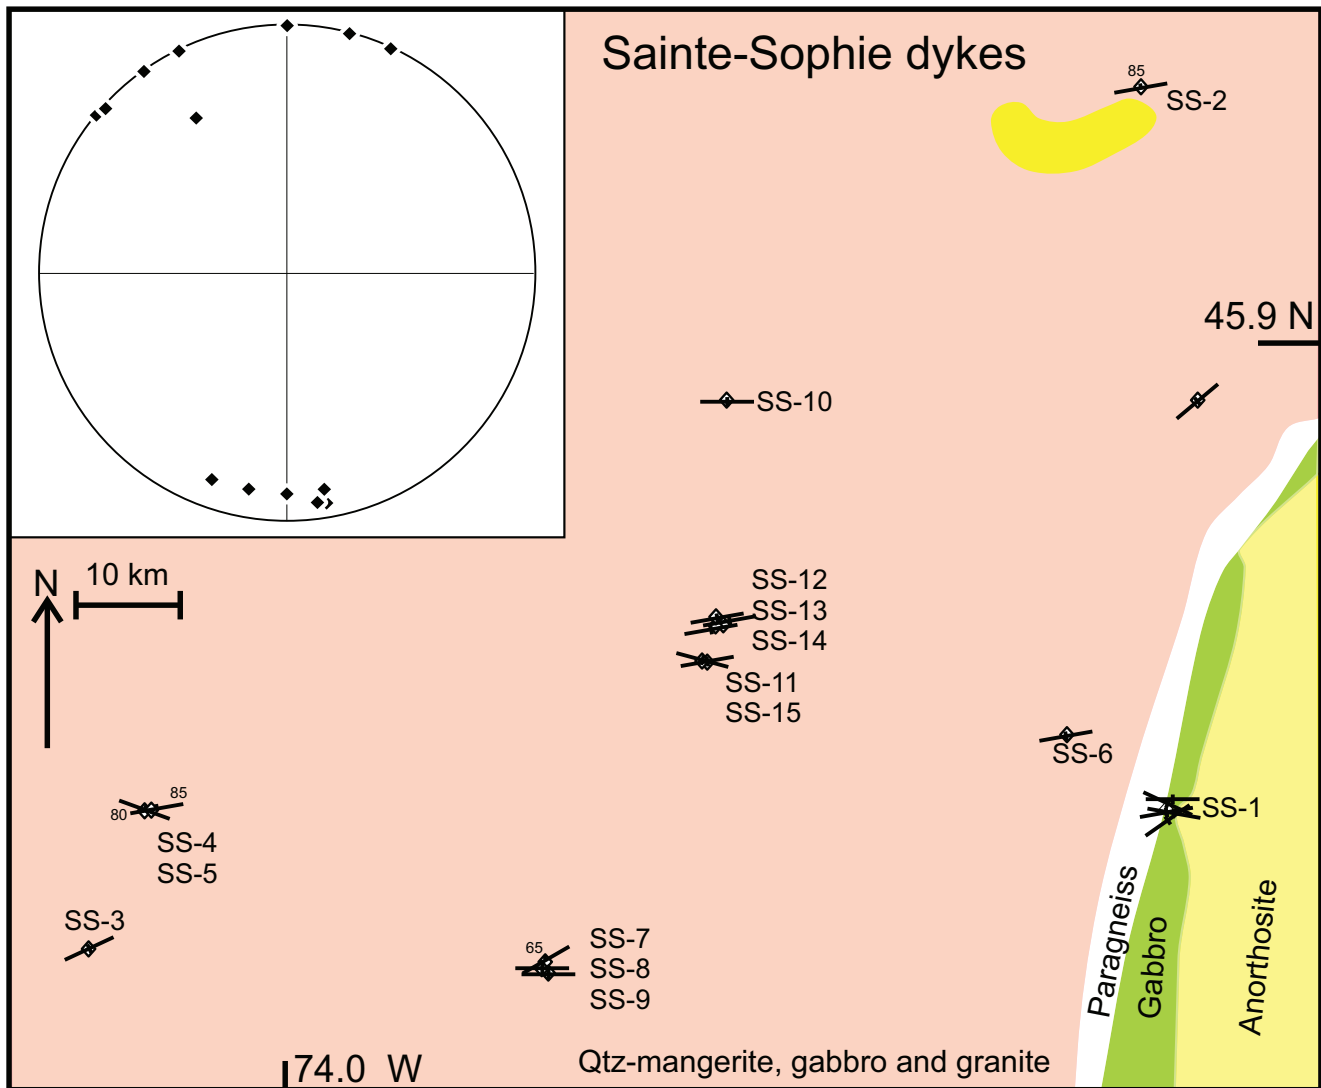 Sainte-Sophie dykes
85
SS-2
45.9 N
SS-10
N
10 km
SS-12
SS-13
SS-14
SS-11
SS-15
SS-6
85
80
SS-4
SS-5
SS-1
SS-3
65
SS-7
SS-8
SS-9
Paragneiss
Gabbro
Anorthosite
74.0 W
Qtz-mangerite, gabbro and granite